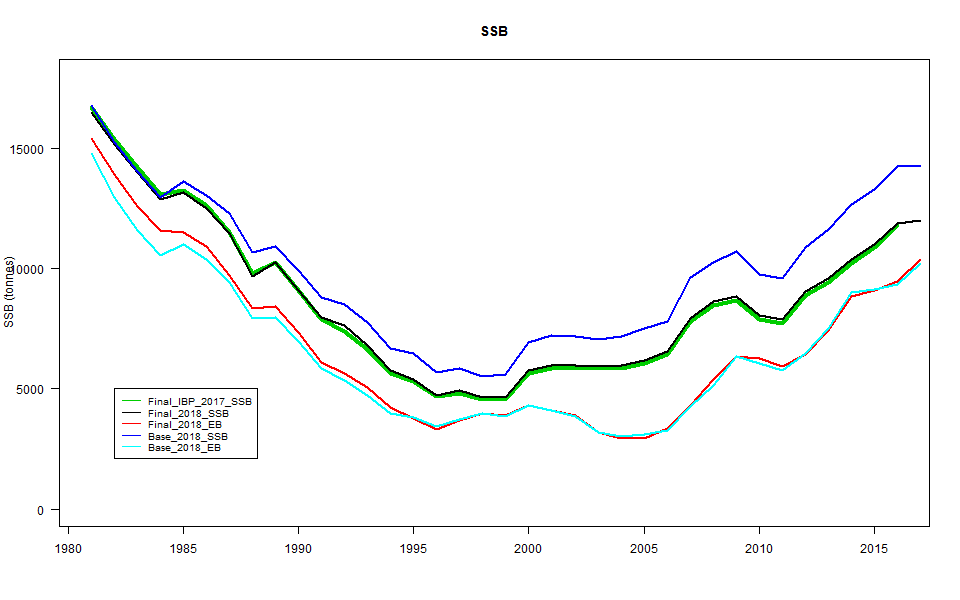 SSB
SSB (tonnes)
15000
10000
5000
0
Final_IBP_2017_SSB
Final_2018_SSB
Final_2018_EB
Base_2018_SSB
Base_2018_EB
1980 1985 1990 1995 2000 2005 2010 2015